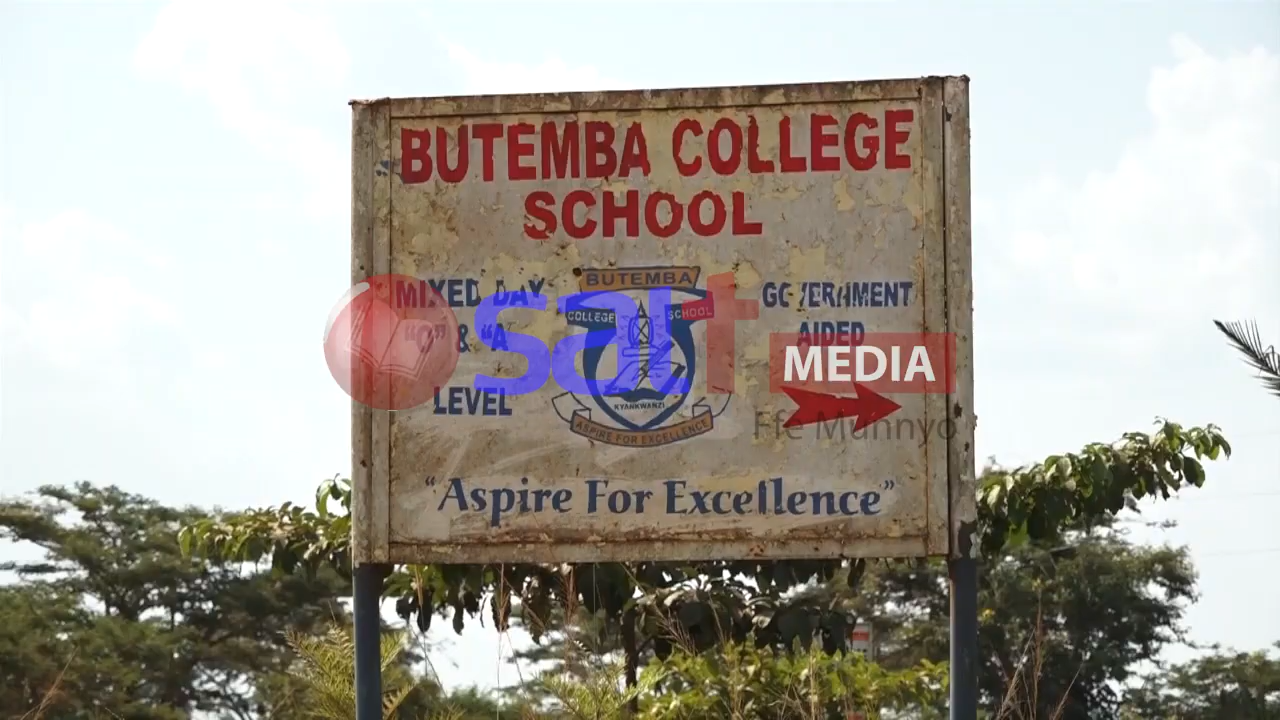 BUTEMBA COLLEGE
SCHOOL
MIXED DAY
"O" & "A"
LEVEL
BUTEMBA
COLLEGE SCHOOL
KYANKWANZI
ASPIRE FOR EXCELLENCE
GOVERNMENT
AIDED
"Aspire For Excellence"
salt
MEDIA
Ffe Munnyo